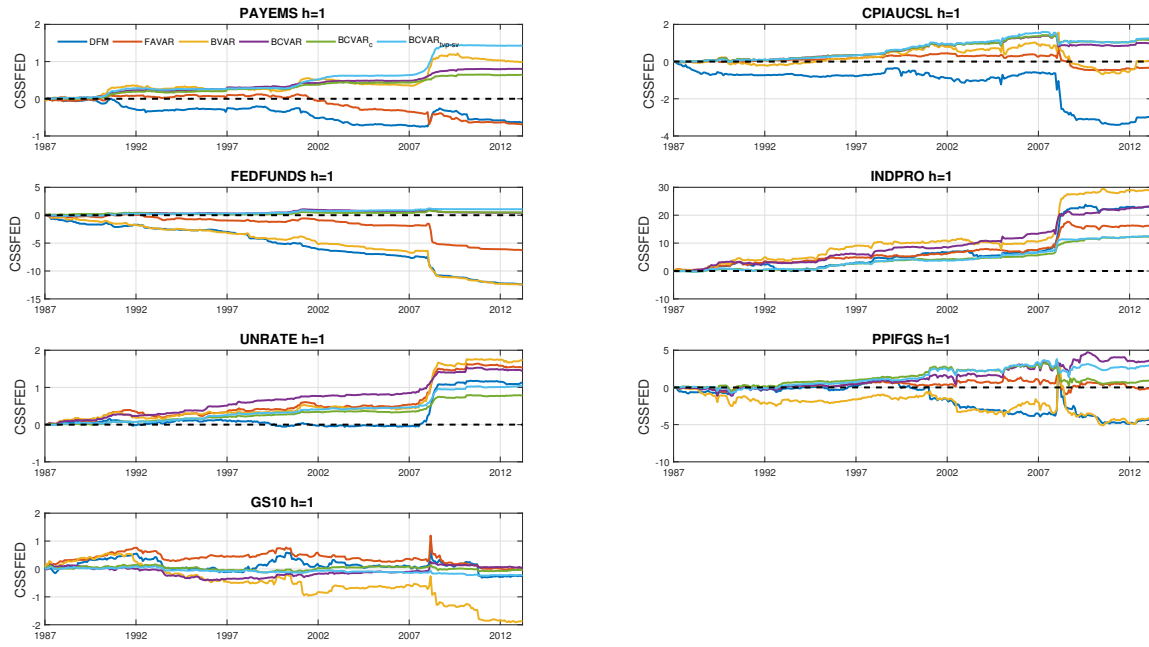 PAYEMS h=1
CSSFED
2
1
0
-1
DFM FAVAR BVAR BCVAR BCVAR_c BCVAR_tvp-sv
1987 1992 1997 2002 2007 2012
CPIAUCSL h=1
CSSFED
2
0
-2
-4
1987 1992 1997 2002 2007 2012
FEDFUNDS h=1
CSSFED
5
0
-5
-10
-15
1987 1992 1997 2002 2007 2012
INDPRO h=1
CSSFED
30
20
10
0
-10
1987 1992 1997 2002 2007 2012
UNRATE h=1
CSSFED
2
1
0
-1
1987 1992 1997 2002 2007 2012
PPIFGS h=1
CSSFED
5
0
-5
-10
1987 1992 1997 2002 2007 2012
GS10 h=1
CSSFED
2
1
0
-1
-2
1987 1992 1997 2002 2007 2012